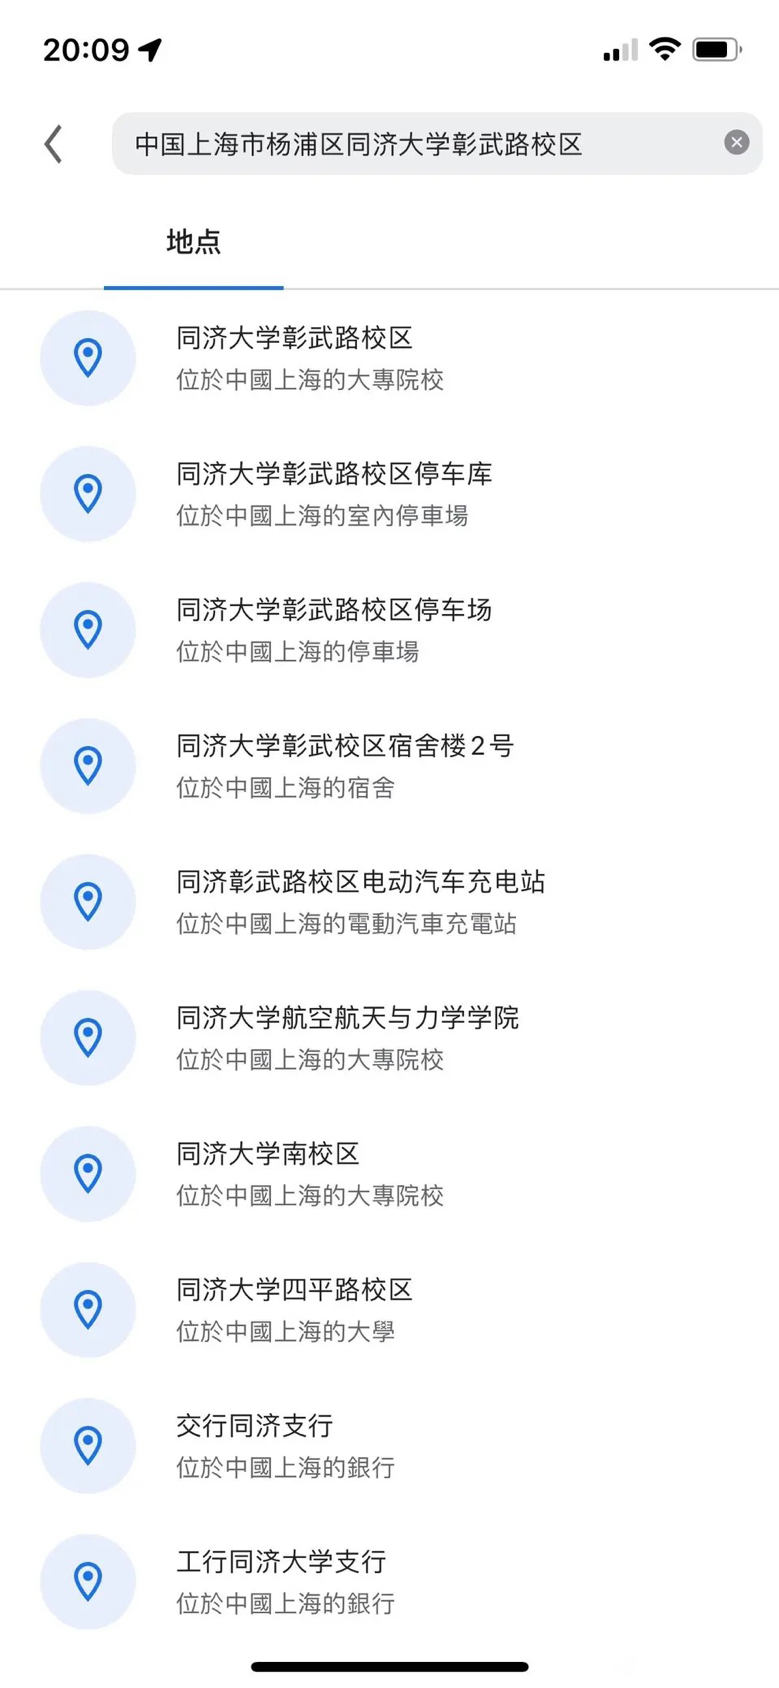 20:09
中国上海市杨浦区同济大学彰武路校区
地点
同济大学彰武路校区
位於中國上海的大專院校
同济大学彰武路校区停车库
位於中國上海的室內停車場
同济大学彰武路校区停车场
位於中國上海的停車場
同济大学彰武校区宿舍楼2号
位於中國上海的宿舍
同济彰武路校区电动汽车充电站
位於中國上海的電動汽車充電站
同济大学航空航天与力学学院
位於中國上海的大專院校
同济大学南校区
位於中國上海的大專院校
同济大学四平路校区
位於中國上海的大學
交行同济支行
位於中國上海的銀行
工行同济大学支行
位於中國上海的銀行